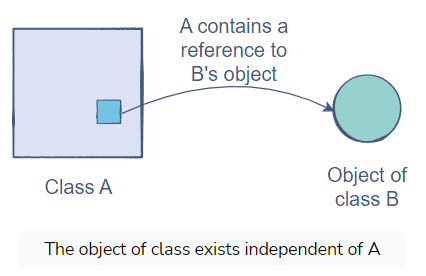 A contains a
reference to
B's object
Class A
Object of
class B
The object of class exists independent of A